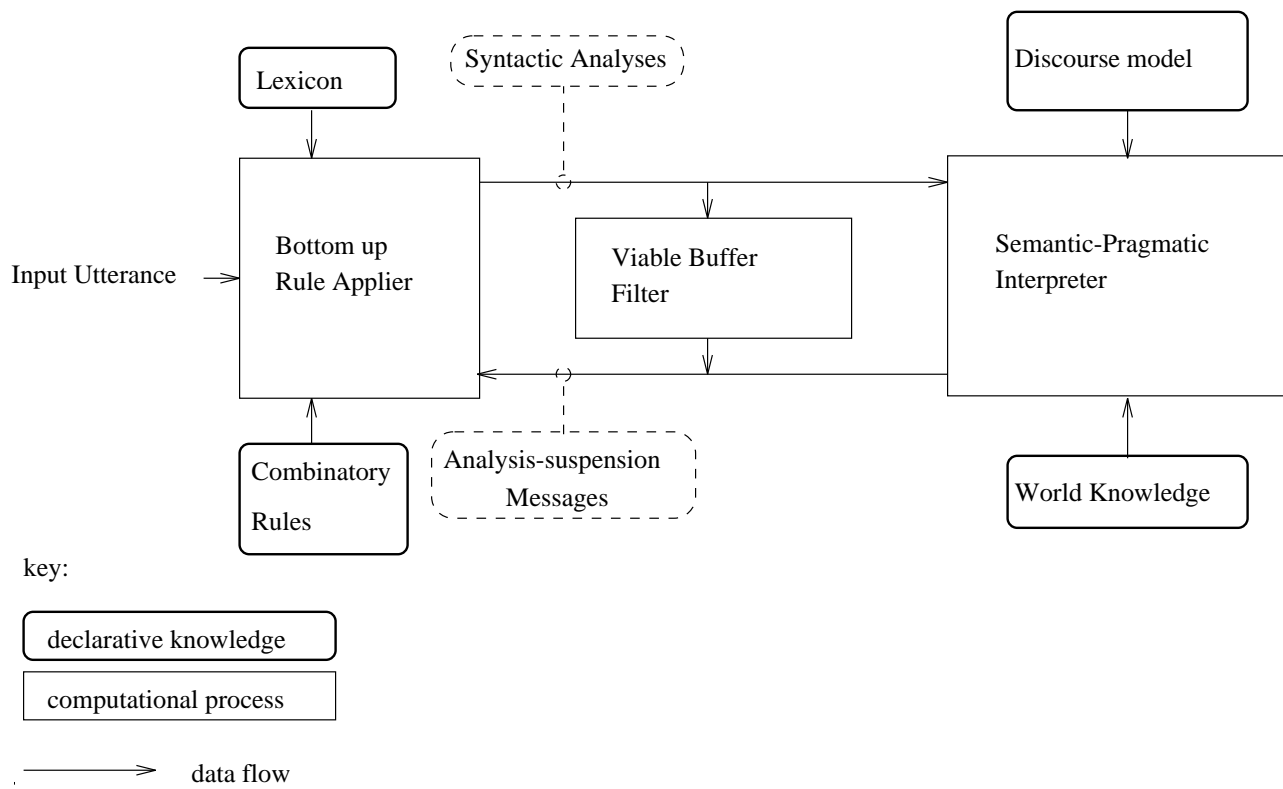 Syntactic Analyses
Discourse model
Lexicon
Bottom up
Rule Applier
Viable Buffer
Filter
Semantic-Pragmatic
Interpreter
Input Utterance
Analysis-suspension
Messages
Combinatory
Rules
World Knowledge
key:
declarative knowledge
computational process
data flow